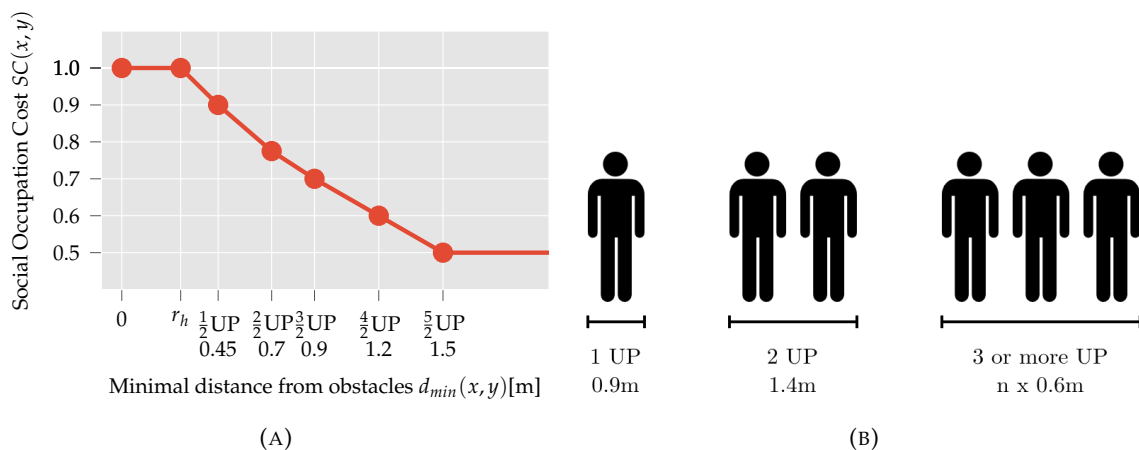 Social Occupation Cost SC(x, y)
1.0
0.9
0.8
0.7
0.6
0.5
0 r_h ½UP 2/2UP 3/2UP 4/2UP 5/2UP
0.45 0.7 0.9 1.2 1.5
Minimal distance from obstacles d_min(x, y)[m]
(A)
1 UP 2 UP 3 or more UP
0.9m 1.4m n x 0.6m
(B)